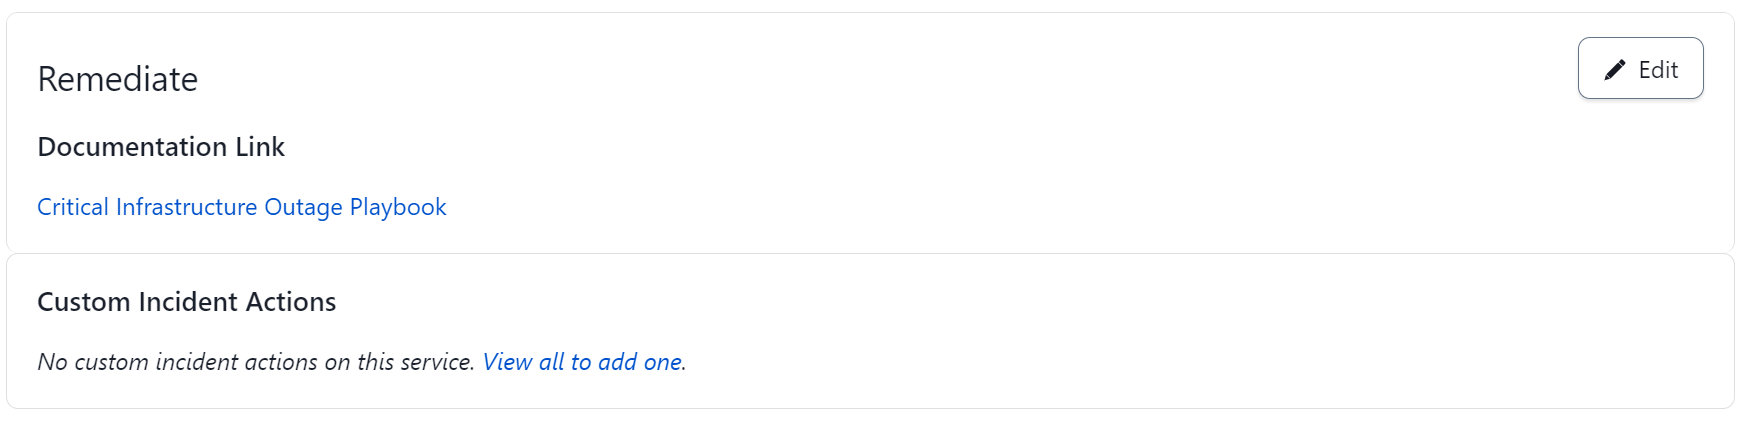 Remediate
Edit
Documentation Link
Critical Infrastructure Outage Playbook
Custom Incident Actions
No custom incident actions on this service. View all to add one.